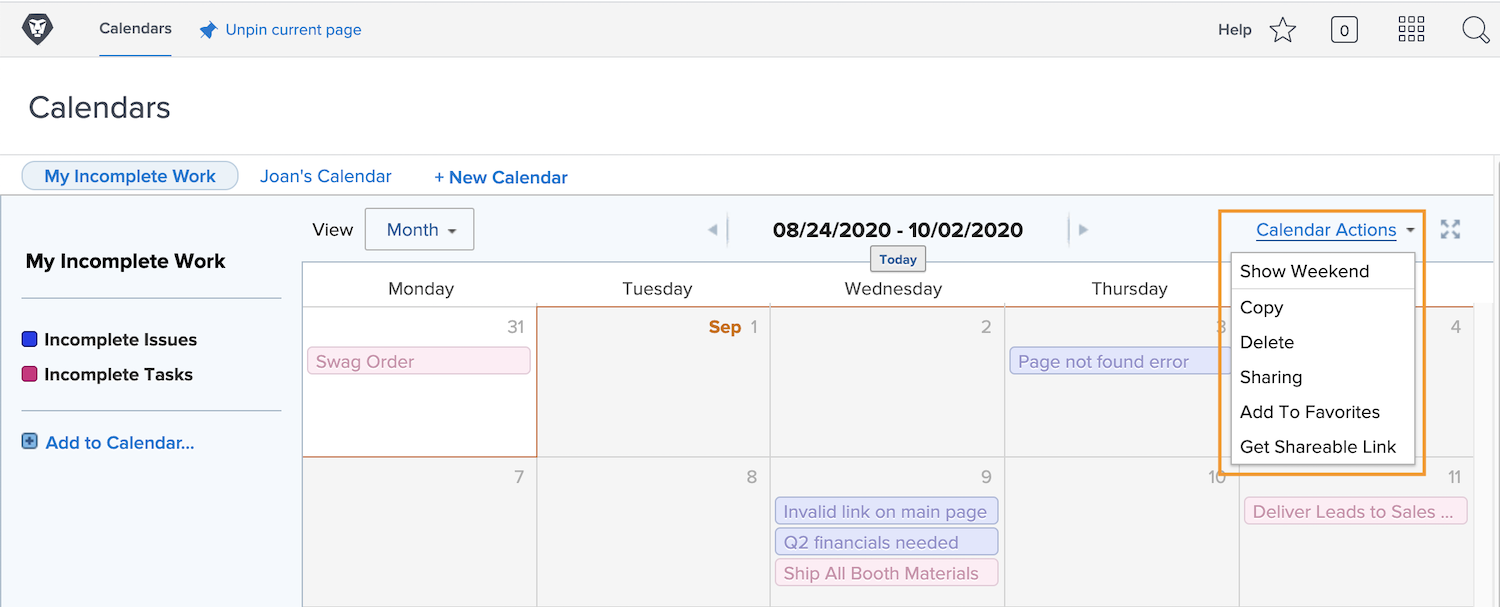 Calendars Unpin current page Help 0
Calendars
My Incomplete Work Joan's Calendar + New Calendar
View Month 08/24/2020 - 10/02/2020 Calendar Actions
Today
My Incomplete Work
Incomplete Issues
Incomplete Tasks
Add to Calendar...
Monday Tuesday Wednesday Thursday
31 Sep 1 2 3 4
Swag Order Page not found error
7 8 9 10 11
Invalid link on main page Deliver Leads to Sales ...
Q2 financials needed
Ship All Booth Materials
Show Weekend
Copy
Delete
Sharing
Add To Favorites
Get Shareable Link